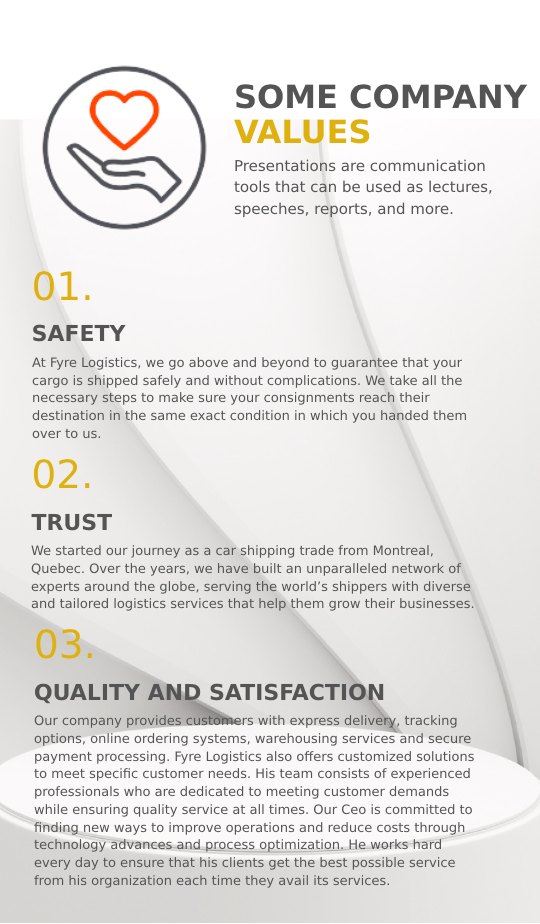 SOME COMPANY
VALUES
Presentations are communication
tools that can be used as lectures,
speeches, reports, and more.
01.
SAFETY
At Fyre Logistics, we go above and beyond to guarantee that your
cargo is shipped safely and without complications. We take all the
necessary steps to make sure your consignments reach their
destination in the same exact condition in which you handed them
over to us.
02.
TRUST
We started our journey as a car shipping trade from Montreal,
Quebec. Over the years, we have built an unparalleled network of
experts around the globe, serving the world’s shippers with diverse
and tailored logistics services that help them grow their businesses.
03.
QUALITY AND SATISFACTION
Our company provides customers with express delivery, tracking
options, online ordering systems, warehousing services and secure
payment processing. Fyre Logistics also offers customized solutions
to meet specific customer needs. His team consists of experienced
professionals who are dedicated to meeting customer demands
while ensuring quality service at all times. Our Ceo is committed to
finding new ways to improve operations and reduce costs through
technology advances and process optimization. He works hard
every day to ensure that his clients get the best possible service
from his organization each time they avail its services.